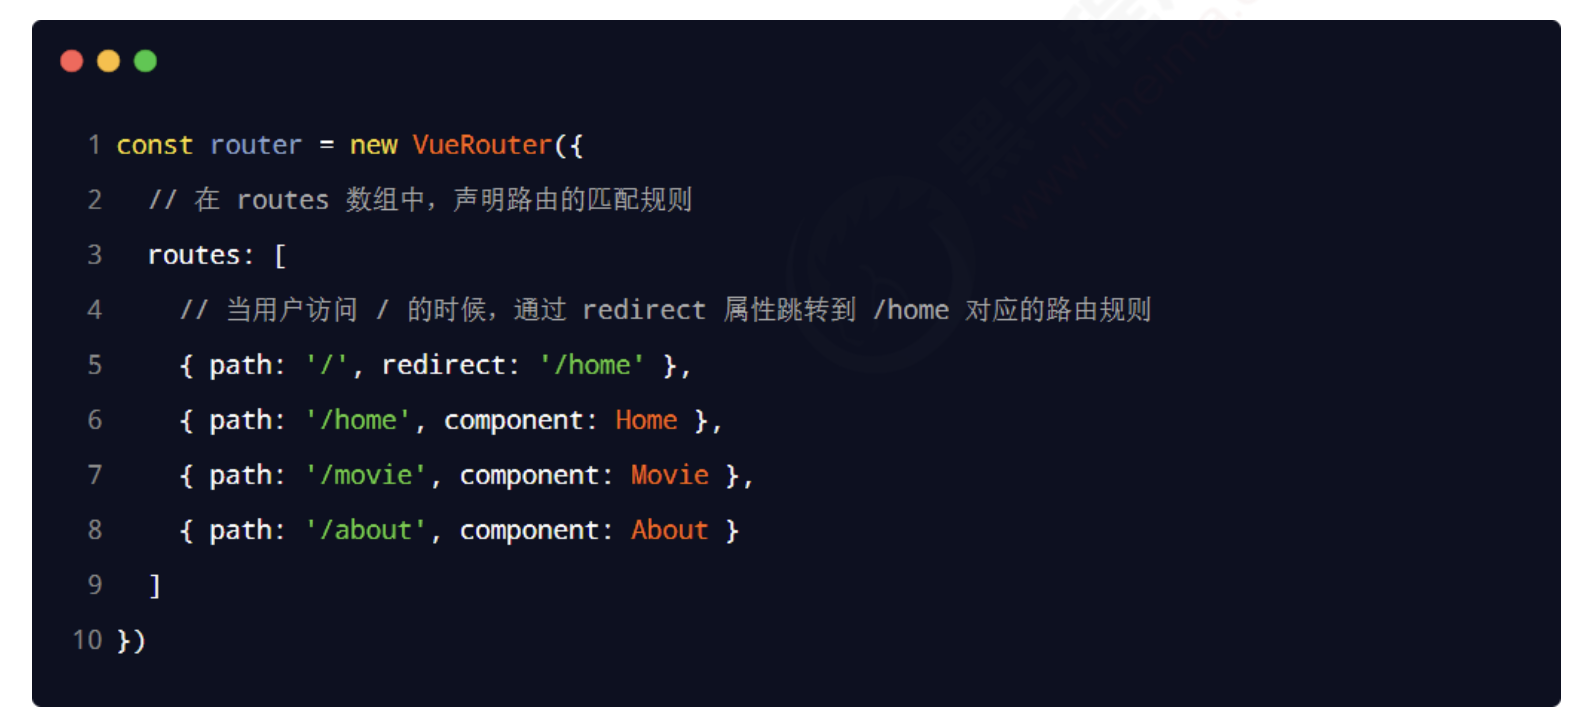 1 const router = new VueRouter({
2 // 在 routes 数组中，声明路由的匹配规则
3 routes: [
4 // 当用户访问 / 的时候，通过 redirect 属性跳转到 /home 对应的路由规则
5 { path: '/', redirect: '/home' },
6 { path: '/home', component: Home },
7 { path: '/movie', component: Movie },
8 { path: '/about', component: About }
9 ]
10 })